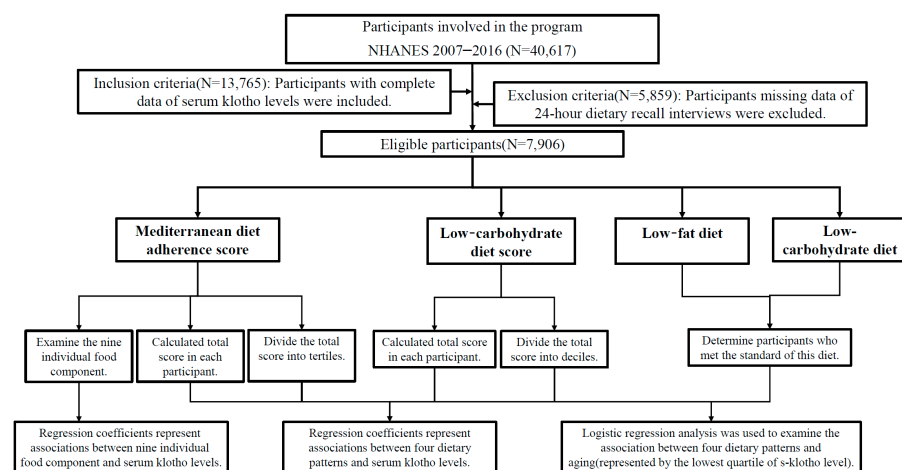 Participants involved in the program
NHANES 2007−2016 (N=40,617)
Inclusion criteria(N=13,765): Participants with complete
data of serum klotho levels were included.
Exclusion criteria(N=5,859): Participants missing data of
24-hour dietary recall interviews were excluded.
Eligible participants(N=7,906)
Mediterranean diet
adherence score
Low-carbohydrate
diet score
Low-fat diet
Low-
carbohydrate diet
Examine the nine
individual food
component.
Calculated total
score in each
participant.
Divide the total
score into tertiles.
Calculated total score
in each participant.
Divide the total
score into deciles.
Determine participants who
met the standard of this diet.
Regression coefficients represent
associations between nine individual
food component and serum klotho levels.
Regression coefficients represent
associations between four dietary
patterns and serum klotho levels.
Logistic regression analysis was used to examine the
association between four dietary patterns and
aging(represented by the lowest quartile of s-klotho level).